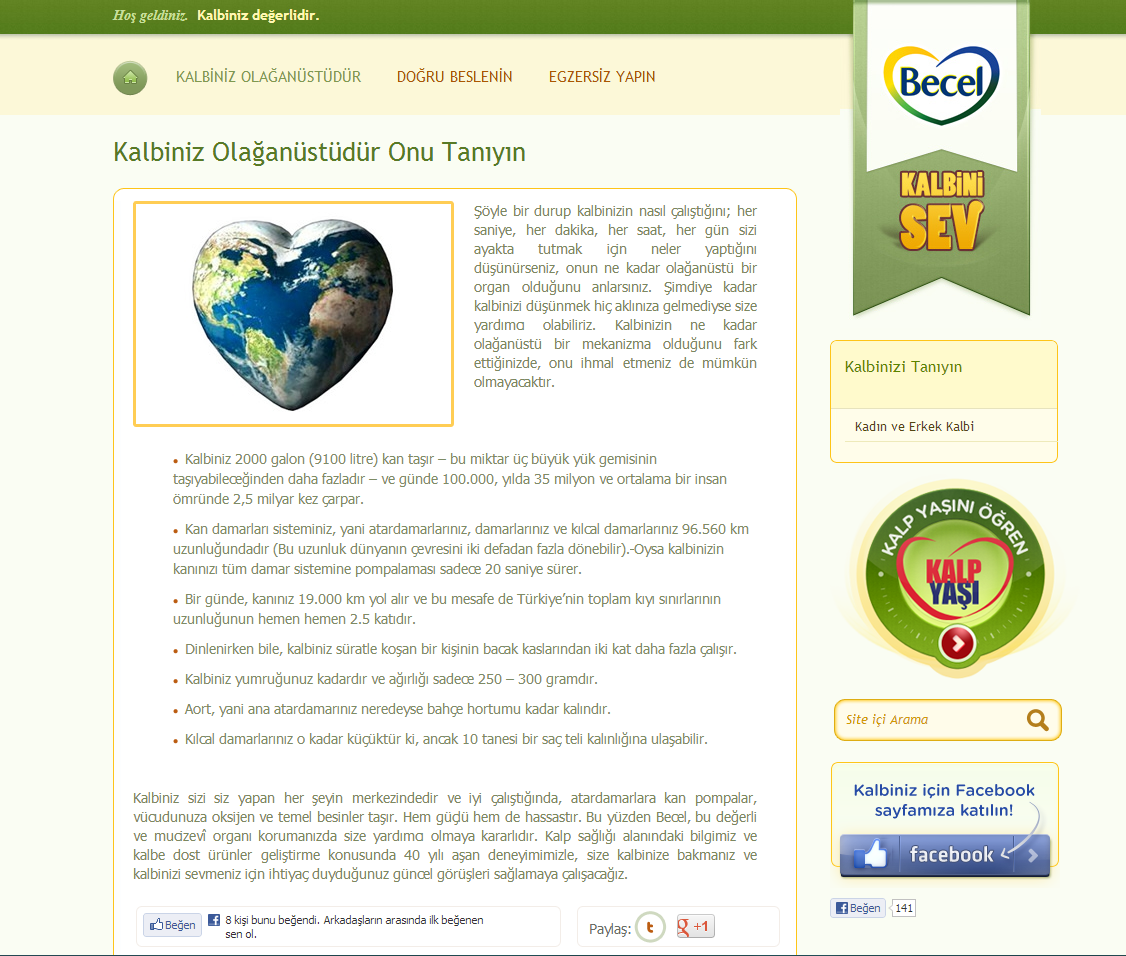 Hoş geldiniz. Kalbiniz değerlidir.
KALBİNİZ OLAĞANÜSTÜDÜR DOĞRU BESLENİN EGZERSİZ YAPIN
Becel
KALBİNİ
SEV
Kalbiniz Olağanüstüdür Onu Tanıyın
Şöyle bir durup kalbinizin nasıl çalıştığını; her
saniye, her dakika, her saat, her gün sizi
ayakta tutmak için neler yaptığını
düşünürseniz, onun ne kadar olağanüstü bir
organ olduğunu anlarsınız. Şimdiye kadar
kalbinizi düşünmek hiç aklınıza gelmediyse size
yardımcı olabiliriz. Kalbinizin ne kadar
olağanüstü bir mekanizma olduğunu fark
ettiğinizde, onu ihmal etmeniz de mümkün
olmayacaktır.
• Kalbiniz 2000 galon (9100 litre) kan taşır – bu miktar üç büyük yük gemisinin
taşıyabileceğinden daha fazladır – ve günde 100.000, yılda 35 milyon ve ortalama bir insan
ömründe 2,5 milyar kez çarpar.
• Kan damarları sisteminiz, yani atardamarlarınız, damarlarınız ve kılcal damarlarınız 96.560 km
uzunluğundadır (Bu uzunluk dünyanın çevresini iki defadan fazla dönebilir).-Oysa kalbinizin
kanınızı tüm damar sistemine pompalaması sadece 20 saniye sürer.
• Bir günde, kanınız 19.000 km yol alır ve bu mesafe de Türkiye'nin toplam kıyı sınırlarının
uzunluğunun hemen hemen 2.5 katıdır.
• Dinlenirken bile, kalbiniz süratle koşan bir kişinin bacak kaslarından iki kat daha fazla çalışır.
• Kalbiniz yumruğunuz kadardır ve ağırlığı sadece 250 – 300 gramdır.
• Aort, yani ana atardamarınız neredeyse bahçe hortumu kadar kalındır.
• Kılcal damarlarınız o kadar küçüktür ki, ancak 10 tanesi bir saç teli kalınlığına ulaşabilir.
Kalbiniz sizi siz yapan her şeyin merkezindedir ve iyi çalıştığında, atardamarlara kan pompalar,
vücudunuza oksijen ve temel besinler taşır. Hem güçlü hem de hassastır. Bu yüzden Becel, bu değerli
ve mucizevî organı korumanızda size yardımcı olmaya kararlıdır. Kalp sağlığı alanındaki bilgimiz ve
kalbe dost ürünler geliştirme konusunda 40 yılı aşan deneyimimizle, size kalbinize bakmanız ve
kalbinizi sevmeniz için ihtiyaç duyduğunuz güncel görüşleri sağlamaya çalışacağız.
Beğen 8 kişi bunu beğendi. Arkadaşların arasında ilk beğenen
sen ol.
Paylaş: t g +1
Kalbinizi Tanıyın
Kadın ve Erkek Kalbi
KALP YAŞINI ÖĞREN
KALP
YAŞI
Site içi Arama
Kalbiniz için Facebook
sayfamıza katılın!
facebook
Beğen 141